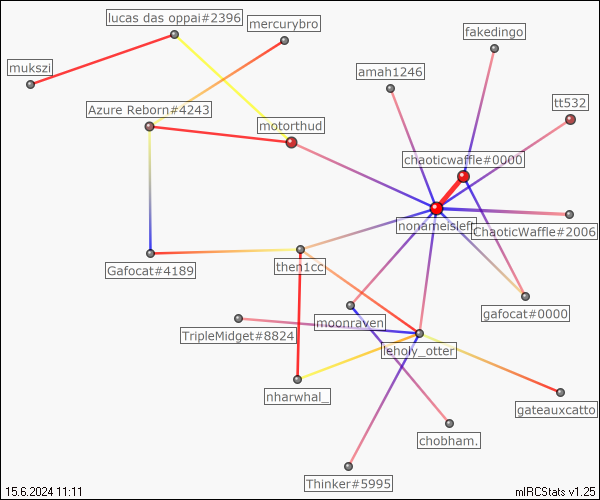 lucas das oppai#2396
mercurybro
fakedingo
mukszi
amah1246
Azure Reborn#4243
tt532
motorthud
chaoticwaffle#0000
nonameisleft
ChaoticWaffle#2006
Gafocat#4189
then1cc
gafocat#0000
moonraven
TripleMidget#8824
leholy_otter
nharwhal_
gateauxcatto
chobham.
Thinker#5995
15.6.2024 11:11
mIRCStats v1.25